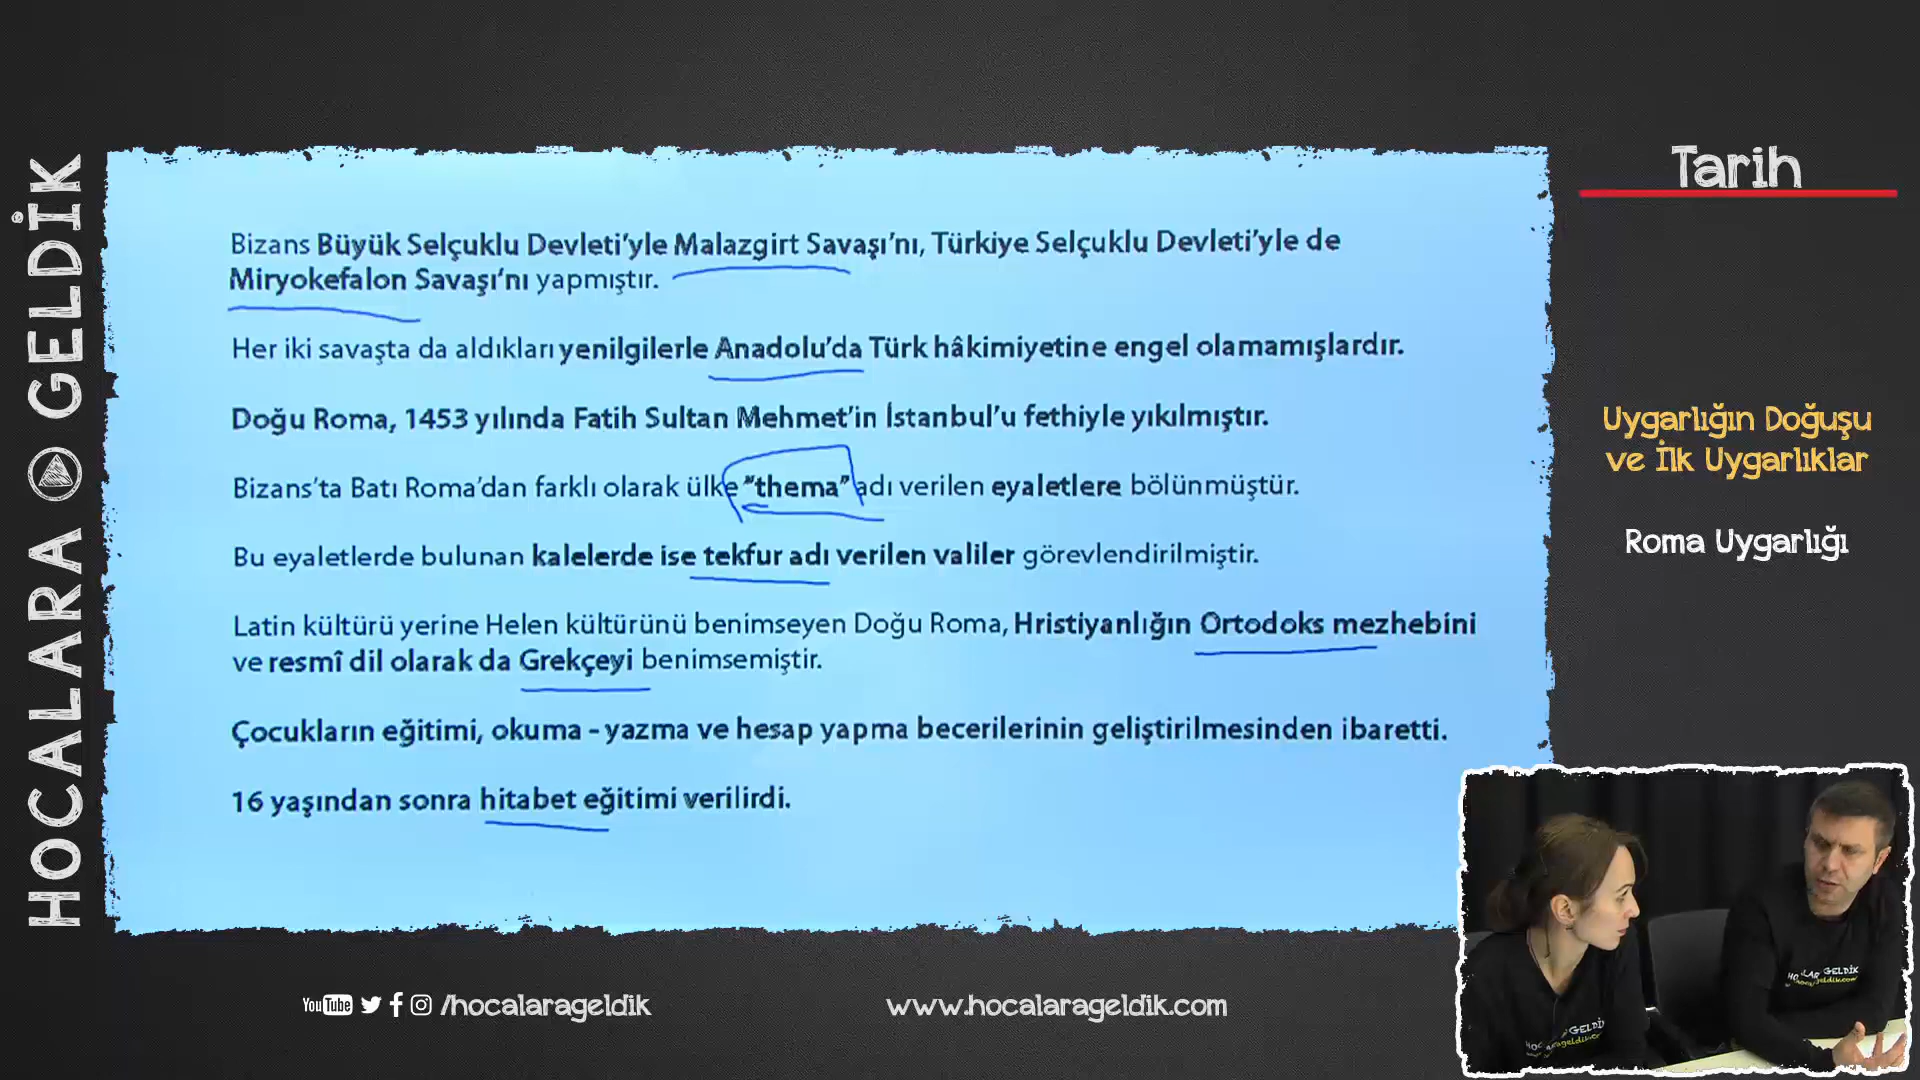 HOCALARA GELDİK
Tarih
Bizans Büyük Selçuklu Devleti'yle Malazgirt Savaşı'nı, Türkiye Selçuklu Devleti'yle de
Miryokefalon Savaşı'nı yapmıştır.
Her iki savaşta da aldıkları yenilgilerle Anadolu'da Türk hâkimiyetine engel olamamışlardır.
Doğu Roma, 1453 yılında Fatih Sultan Mehmet'in İstanbul'u fethiyle yıkılmıştır.
Bizans'ta Batı Roma'dan farklı olarak ülke "thema" adı verilen eyaletlere bölünmüştür.
Bu eyaletlerde bulunan kalelerde ise tekfur adı verilen valiler görevlendirilmiştir.
Latin kültürü yerine Helen kültürünü benimseyen Doğu Roma, Hristiyanlığın Ortodoks mezhebini
ve resmî dil olarak da Grekçeyi benimsemiştir.
Çocukların eğitimi, okuma - yazma ve hesap yapma becerilerinin geliştirilmesinden ibaretti.
16 yaşından sonra hitabet eğitimi verilirdi.
Uygarlığın Doğuşu
ve İlk Uygarlıklar
Roma Uygarlığı
YouTube /hocalarageldik
www.hocalarageldik.com
GELDİK
GELDİK